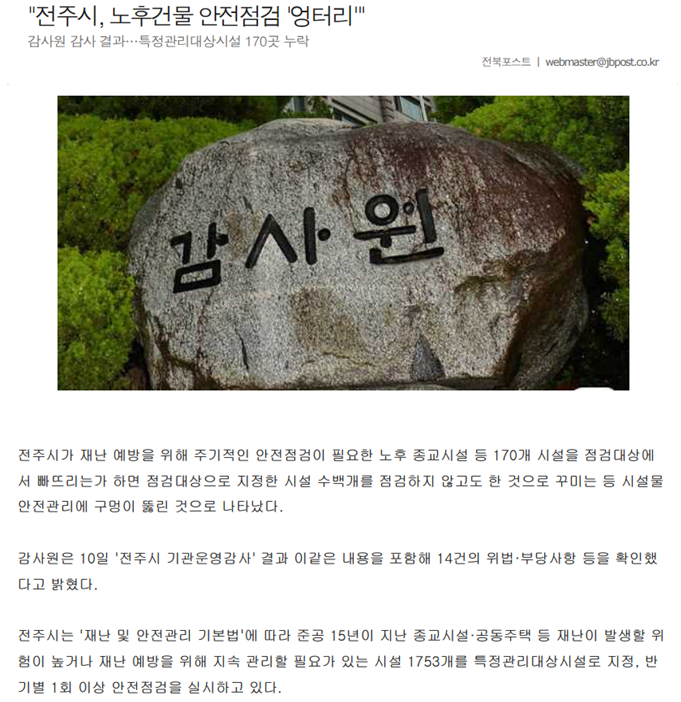 "전주시, 노후건물 안전점검 '엉터리'"
감사원 감사 결과…특정관리대상시설 170곳 누락
전북포스트 | webmaster@jbpost.co.kr
감사원
전주시가 재난 예방을 위해 주기적인 안전점검이 필요한 노후 종교시설 등 170개 시설을 점검대상에
서 빠뜨리는가 하면 점검대상으로 지정한 시설 수백개를 점검하지 않고도 한 것으로 꾸미는 등 시설물
안전관리에 구멍이 뚫린 것으로 나타났다.
감사원은 10일 '전주시 기관운영감사' 결과 이같은 내용을 포함해 14건의 위법·부당사항 등을 확인했
다고 밝혔다.
전주시는 '재난 및 안전관리 기본법'에 따라 준공 15년이 지난 종교시설·공동주택 등 재난이 발생할 위
험이 높거나 재난 예방을 위해 지속 관리할 필요가 있는 시설 1753개를 특정관리대상시설로 지정, 반
기별 1회 이상 안전점검을 실시하고 있다.